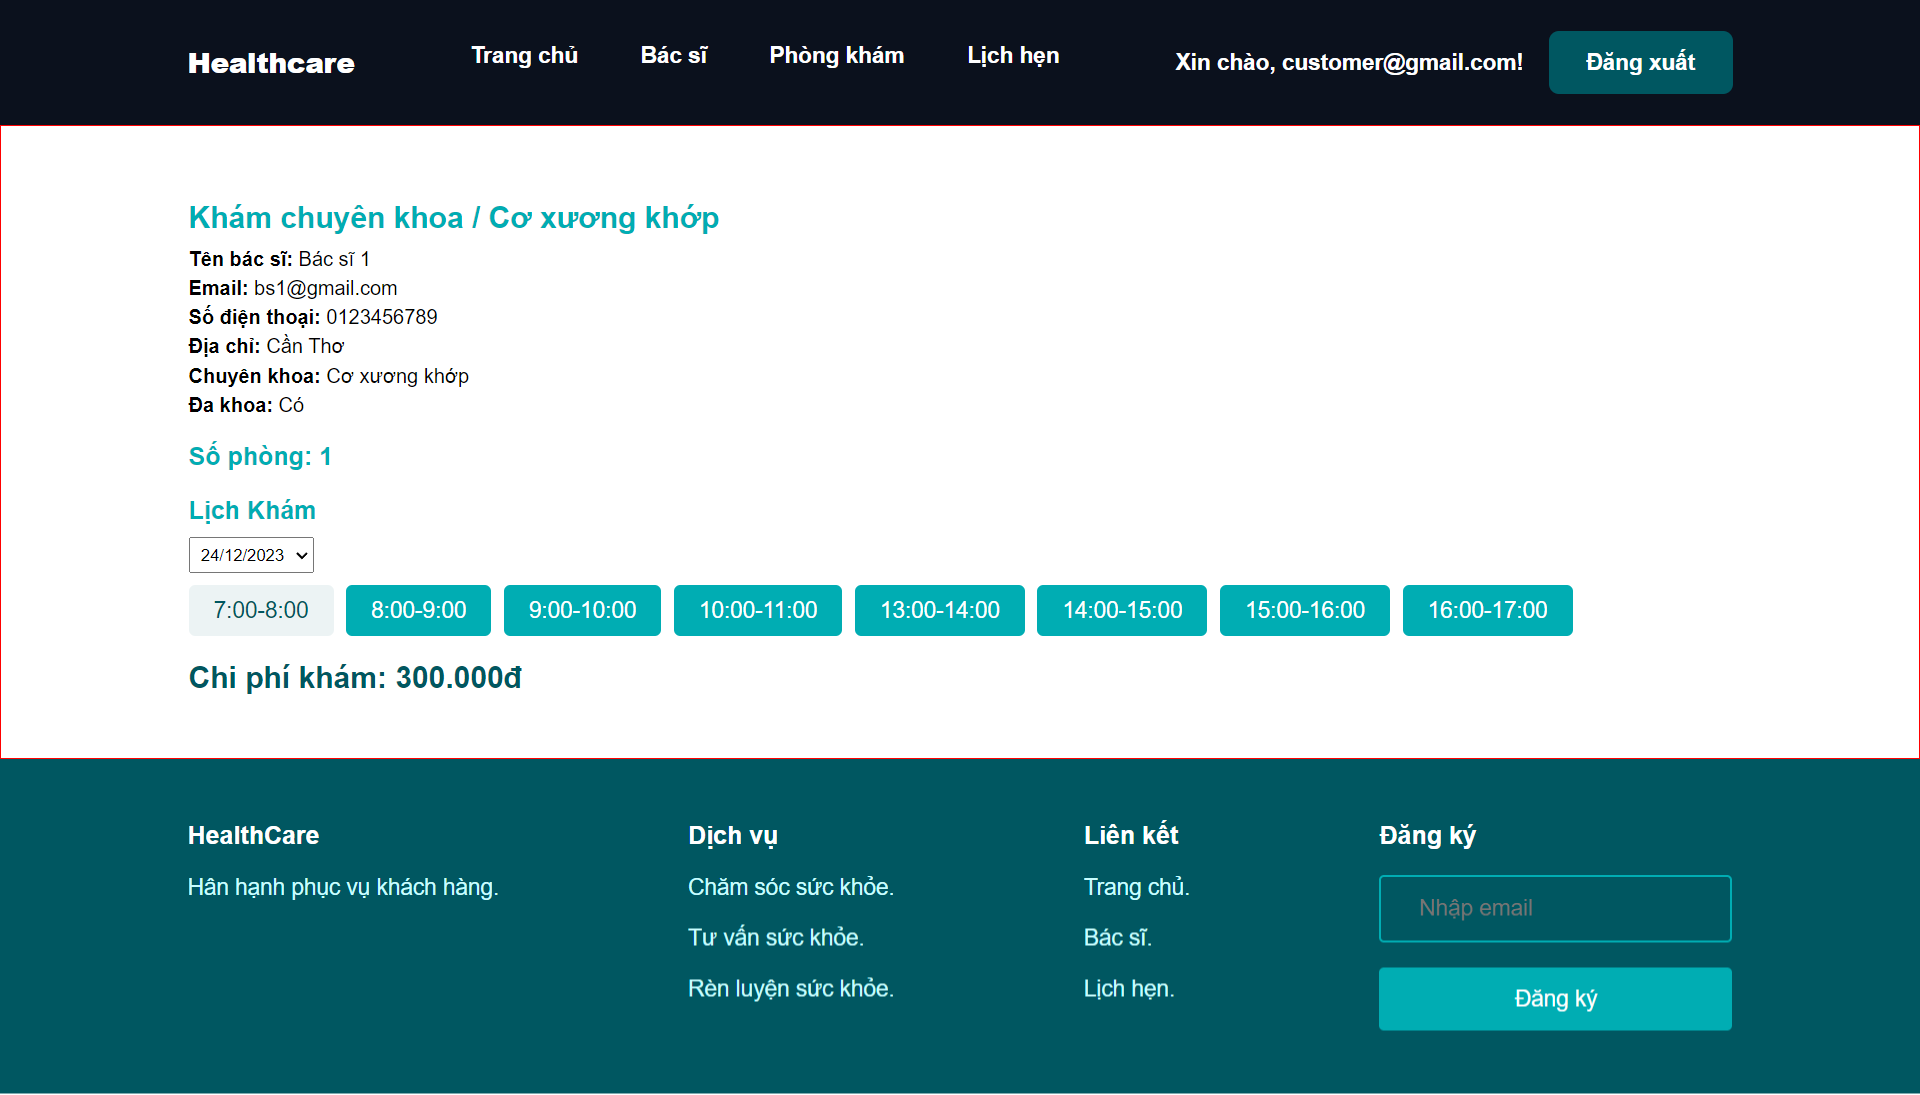 Healthcare
Trang chủ
Bác sĩ
Phòng khám
Lịch hẹn
Xin chào, customer@gmail.com!
Đăng xuất
Khám chuyên khoa / Cơ xương khớp
Tên bác sĩ: Bác sĩ 1
Email: bs1@gmail.com
Số điện thoại: 0123456789
Địa chỉ: Cần Thơ
Chuyên khoa: Cơ xương khớp
Đa khoa: Có
Số phòng: 1
Lịch Khám
24/12/2023
7:00-8:00
8:00-9:00
9:00-10:00
10:00-11:00
13:00-14:00
14:00-15:00
15:00-16:00
16:00-17:00
Chi phí khám: 300.000đ
HealthCare
Hân hạnh phục vụ khách hàng.
Dịch vụ
Chăm sóc sức khỏe.
Tư vấn sức khỏe.
Rèn luyện sức khỏe.
Liên kết
Trang chủ.
Bác sĩ.
Lịch hẹn.
Đăng ký
Nhập email
Đăng ký